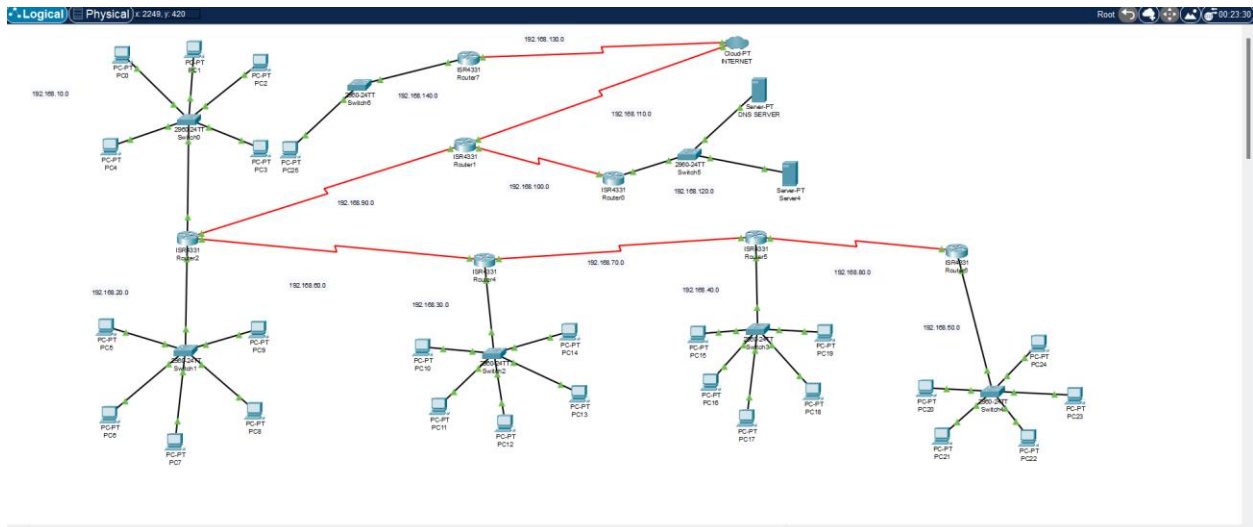 Logical
Physical
x: 2249, y: 420
Root
00:23:30
192.168.130.0
Cloud-PT
INTERNET
ISR4331
Router7
PC-PT
PC0
PC-PT
PC1
PC-PT
PC2
192.168.10.0
2960-24TT
Switch6
192.168.140.0
Server-PT
DNS SERVER
192.168.110.0
2960-24TT
Switch0
PC-PT
PC4
PC-PT
PC3
PC-PT
PC25
ISR4331
Router1
2960-24TT
Switch5
192.168.100.0
ISR4331
Router0
192.168.120.0
Server-PT
Server4
192.168.90.0
ISR4331
Router2
ISR4331
Router4
192.168.70.0
ISR4331
Router5
192.168.80.0
ISR4331
Router6
192.168.20.0
192.168.60.0
192.168.30.0
192.168.40.0
192.168.50.0
PC-PT
PC-PT
PC9
2960-24TT
Switch1
PC-PT
PC-PT
PC7
PC-PT
PC8
PC-PT
PC10
PC-PT
PC14
2960-24TT
Switch2
PC-PT
PC11
PC-PT
PC12
PC-PT
PC13
PC-PT
PC15
2960-24TT
Switch3
PC-PT
PC19
PC-PT
PC16
PC-PT
PC17
PC-PT
PC18
PC-PT
PC24
PC-PT
PC20
2960-24TT
Switch4
PC-PT
PC23
PC-PT
PC21
PC-PT
PC22